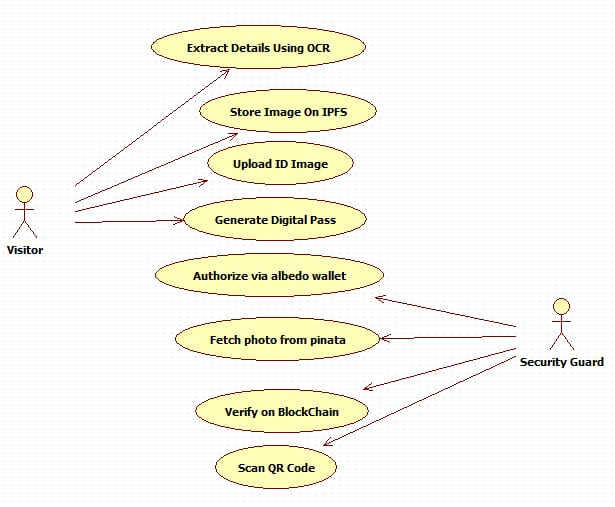 Extract Details Using OCR
Store Image On IPFS
Upload ID Image
Visitor
Generate Digital Pass
Authorize via albedo wallet
Fetch photo from pinata
Security Guard
Verify on BlockChain
Scan QR Code